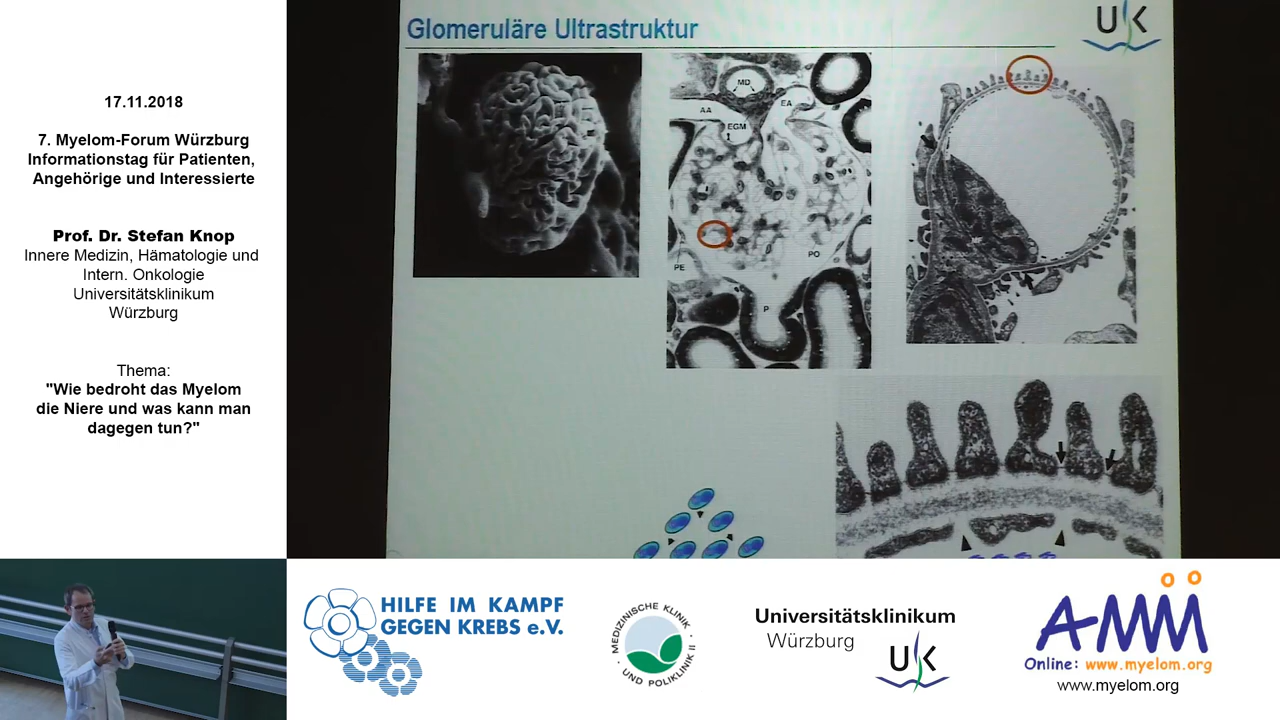 17.11.2018
7. Myelom-Forum Würzburg
Informationstag für Patienten,
Angehörige und Interessierte
Prof. Dr. Stefan Knop
Innere Medizin, Hämatologie und
Intern. Onkologie
Universitätsklinikum
Würzburg
Thema:
"Wie bedroht das Myelom
die Niere und was kann man
dagegen tun?"
Glomeruläre Ultrastruktur
UK
MD
AA
EA
EGM
PE
PO
P
MF
HILFE IM KAMPF
GEGEN KREBS e.V.
MEDIZINISCHE KLINIK
UND POLIKLINIK II
Universitätsklinikum
Würzburg
UK
AMM
Online: www.myelom.org
www.myelom.org